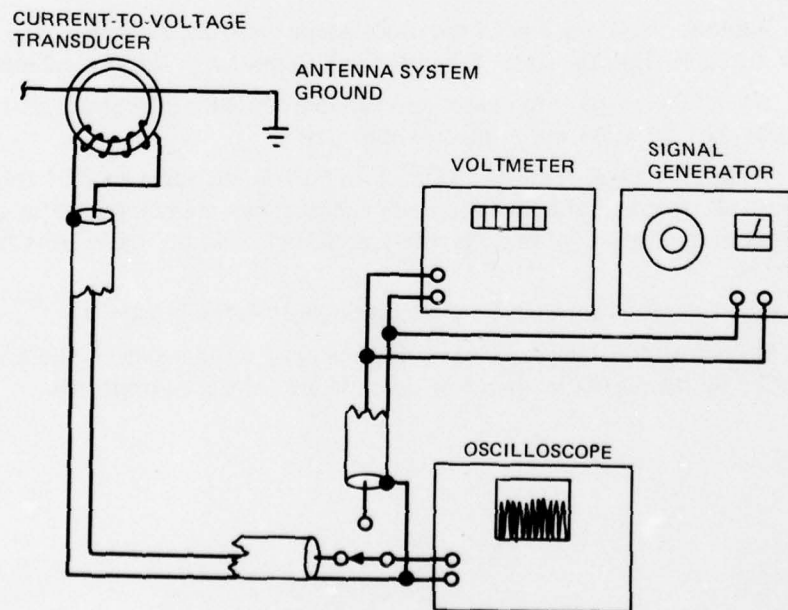 CURRENT-TO-VOLTAGE
TRANSDUCER
ANTENNA SYSTEM
GROUND
VOLTMETER
SIGNAL
GENERATOR
OSCILLOSCOPE